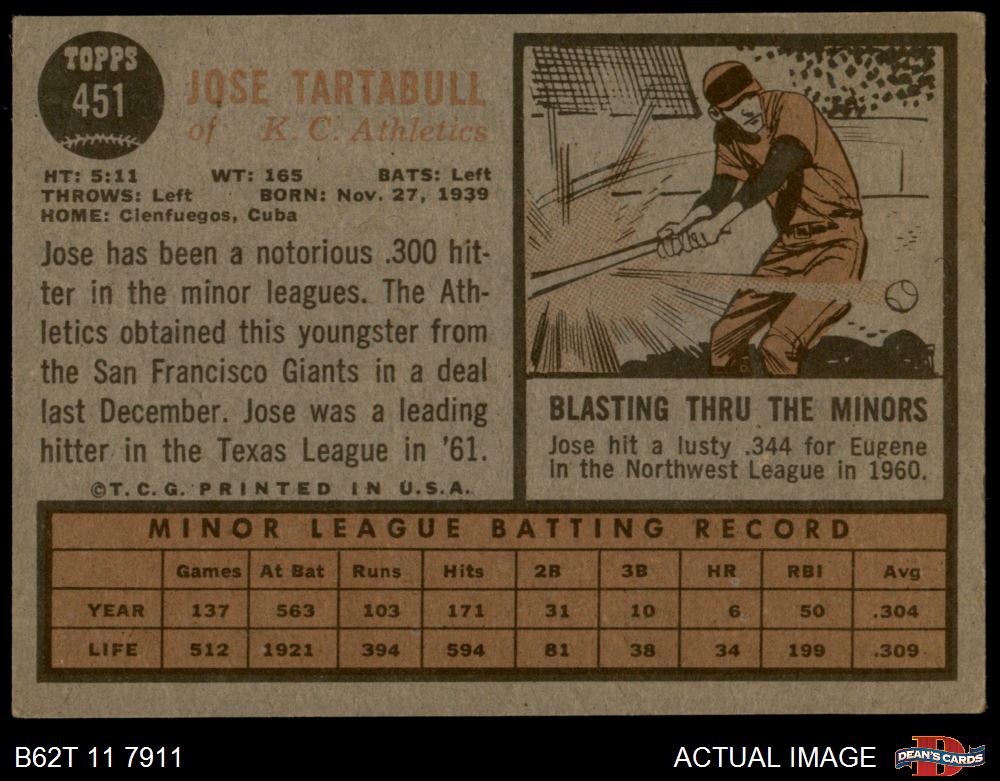 TOPPS
451
JOSE TARTABULL
of K. C. Athletics
HT: 5:11 WT: 165 BATS: Left
THROWS: Left BORN: Nov. 27, 1939
HOME: Cienfuegos, Cuba
Jose has been a notorious .300 hit-
ter in the minor leagues. The Ath-
letics obtained this youngster from
the San Francisco Giants in a deal
last December. Jose was a leading
hitter in the Texas League in '61.
©T.C.G. PRINTED IN U.S.A.
BLASTING THRU THE MINORS
Jose hit a lusty .344 for Eugene
in the Northwest League in 1960.
MINOR LEAGUE BATTING RECORD
Games At Bat Runs Hits 2B 3B HR RBI Avg
YEAR 137 563 103 171 31 10 6 50 .304
LIFE 512 1921 394 594 81 38 34 199 .309
B62T 11 7911
ACTUAL IMAGE
D
DEAN'S CARDS